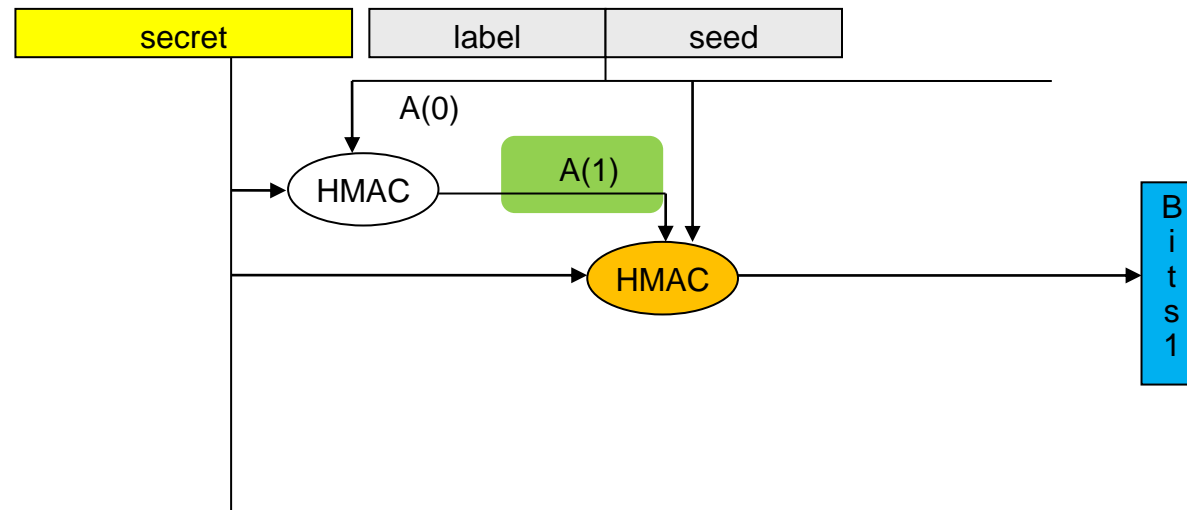 secret
label
seed
A(0)
A(1)
HMAC
HMAC
B
i
t
s
1